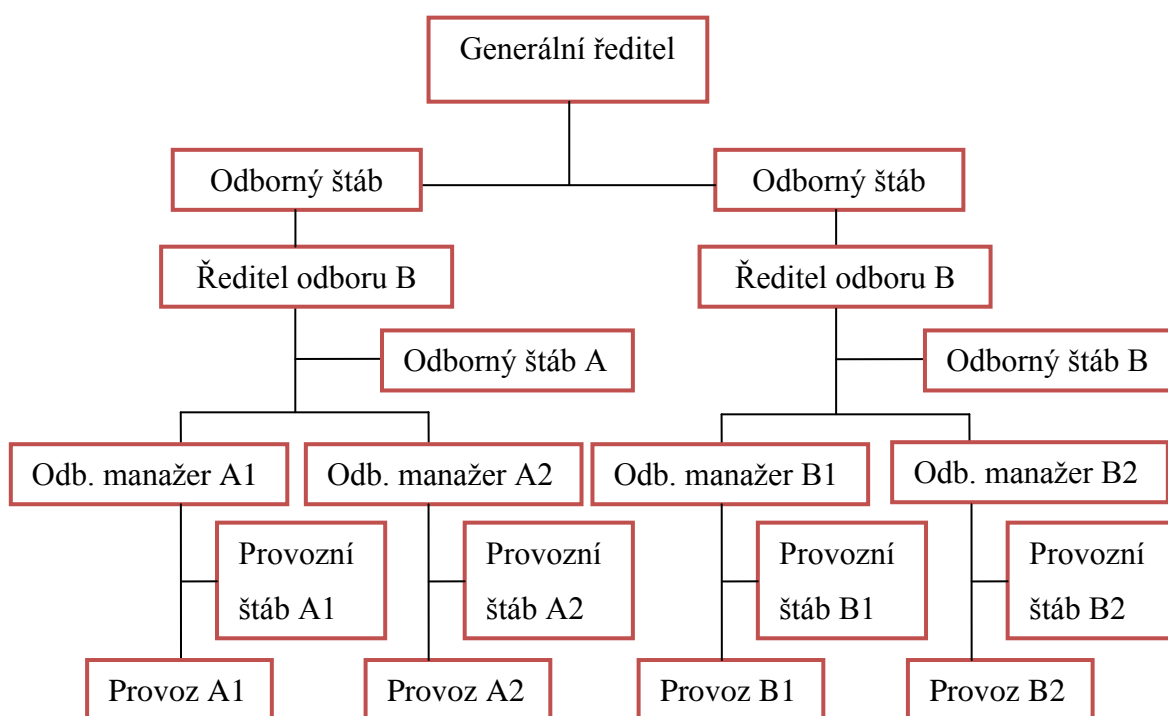 Generální ředitel
Odborný štáb
Odborný štáb
Ředitel odboru B
Ředitel odboru B
Odborný štáb A
Odborný štáb B
Odb. manažer A1
Odb. manažer A2
Odb. manažer B1
Odb. manažer B2
Provozní
štáb A1
Provozní
štáb A2
Provozní
štáb B1
Provozní
štáb B2
Provoz A1
Provoz A2
Provoz B1
Provoz B2